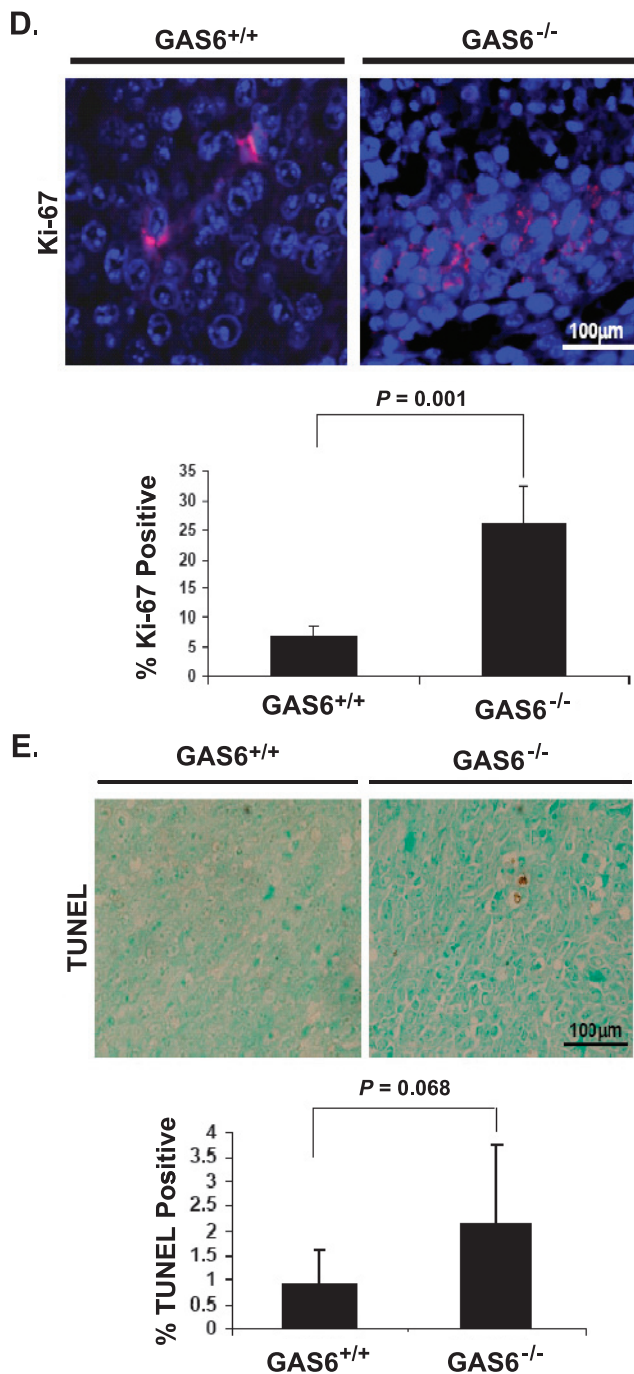 D.
GAS6+/+ GAS6-/-
Ki-67
100µm
P = 0.001
% Ki-67 Positive
35
30
25
20
15
10
5
0
GAS6+/+ GAS6-/-
E.
GAS6+/+ GAS6-/-
TUNEL
100µm
P = 0.068
% TUNEL Positive
4
3.5
3
2.5
2
1.5
1
0.5
0
GAS6+/+ GAS6-/-